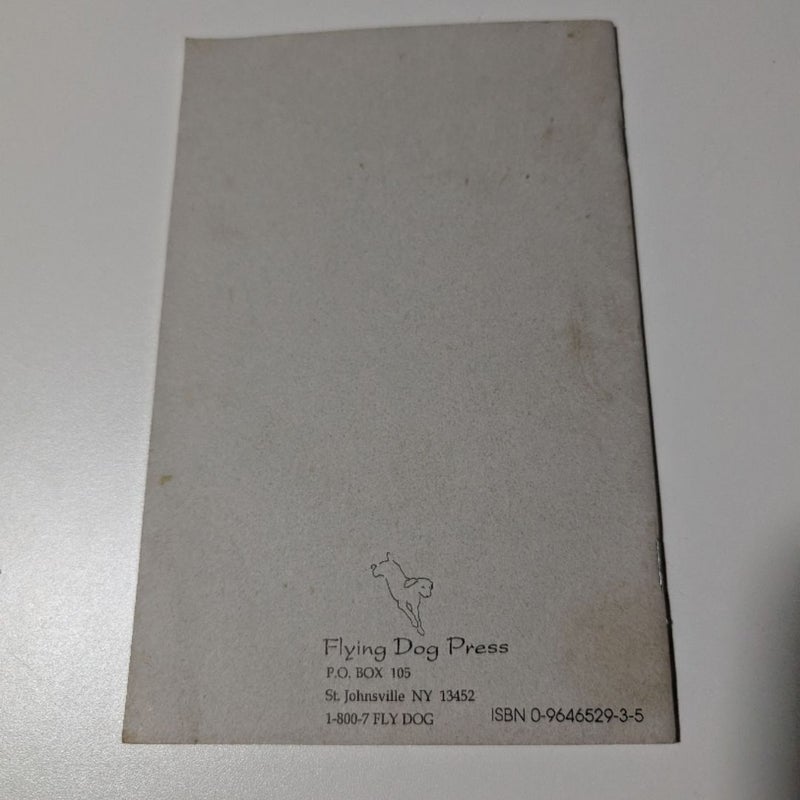 Flying Dog Press
P.O. BOX 105
St. Johnsville NY 13452
1-800-7 FLY DOG
ISBN 0-9646529-3-5